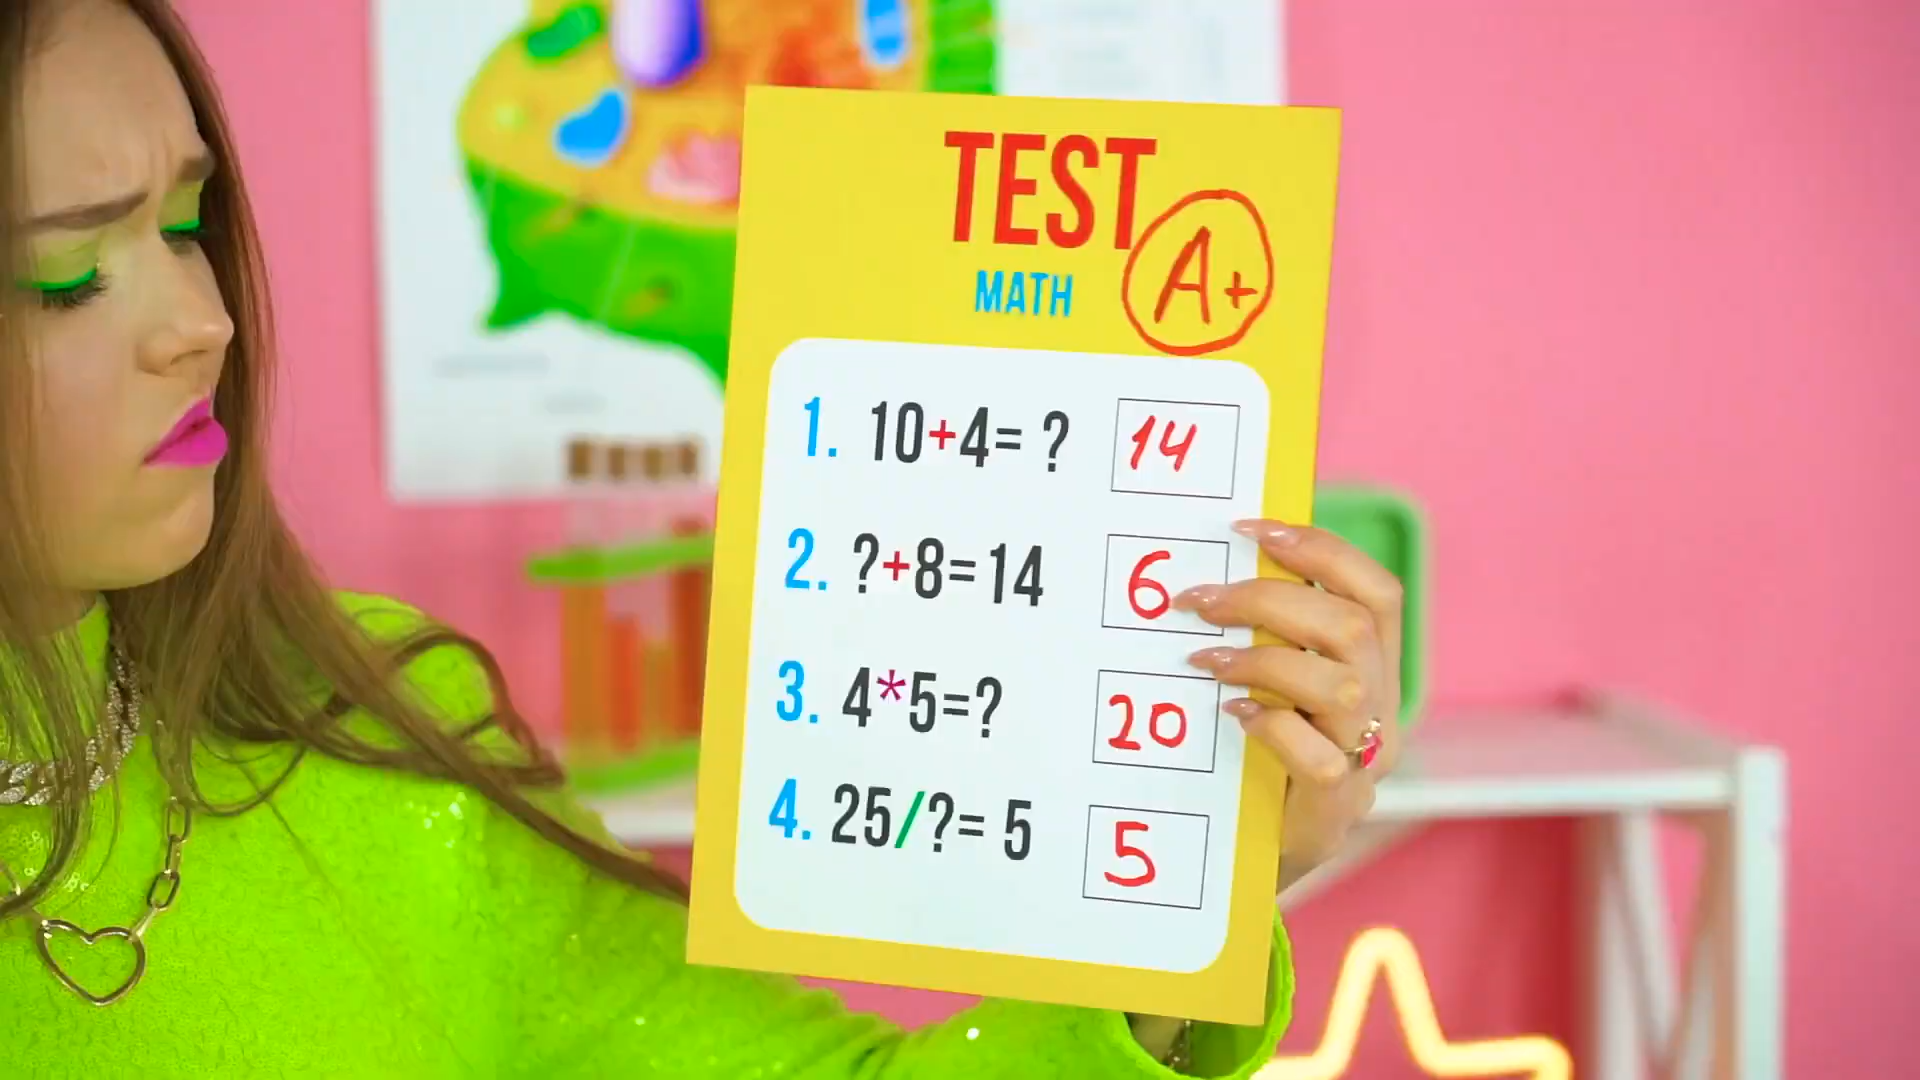 TEST
A+
MATH
1. 10+4= ? 14
2. ?+8=14 6
3. 4*5=? 20
4. 25/?= 5 5